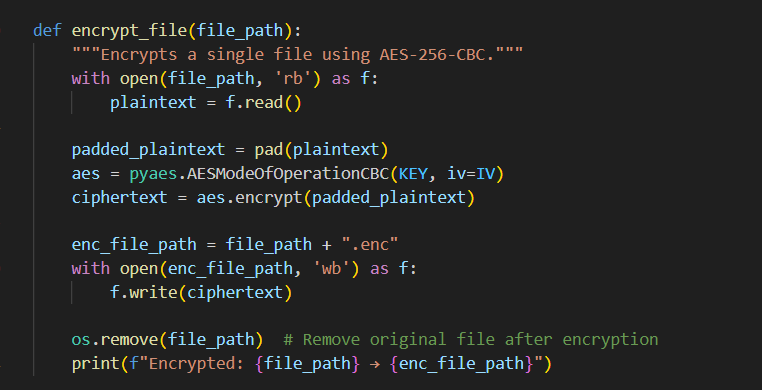 def encrypt_file(file_path):
    """Encrypts a single file using AES-256-CBC."""
    with open(file_path, 'rb') as f:
        plaintext = f.read()

    padded_plaintext = pad(plaintext)
    aes = pyaes.AESModeOfOperationCBC(KEY, iv=IV)
    ciphertext = aes.encrypt(padded_plaintext)

    enc_file_path = file_path + ".enc"
    with open(enc_file_path, 'wb') as f:
        f.write(ciphertext)

    os.remove(file_path)  # Remove original file after encryption
    print(f"Encrypted: {file_path} → {enc_file_path}")